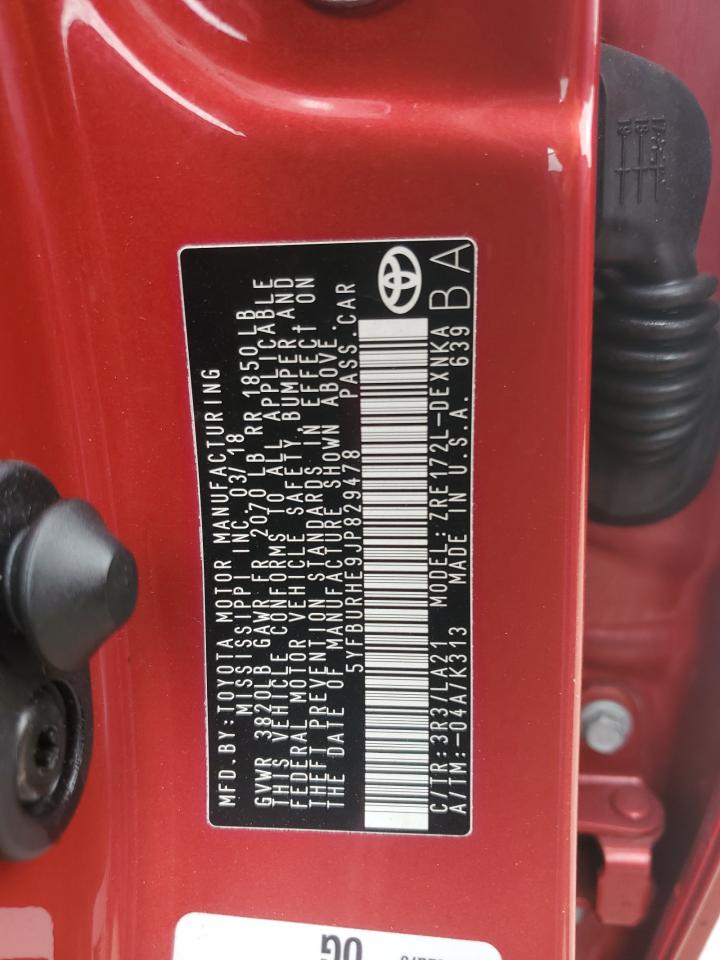 MFD.BY:TOYOTA MOTOR MANUFACTURING
MISSISSIPPI INC. 03/18
GVWR 3820LB GAWR FR 2070 LB RR 1850 LB
THIS VEHICLE CONFORMS TO ALL APPLICABLE
FEDERAL MOTOR VEHICLE SAFETY, BUMPER, AND
THEFT PREVENTION STANDARDS IN EFFECT ON
THE DATE OF MANUFACTURE SHOWN ABOVE.
5YFBURHE9JP829478 PASS.CAR
C/TR:3R3/LA21 MODEL:ZRE172L-DEXNKA
A/TM:-04A/K313 MADE IN U.S.A. 639
BA
OG